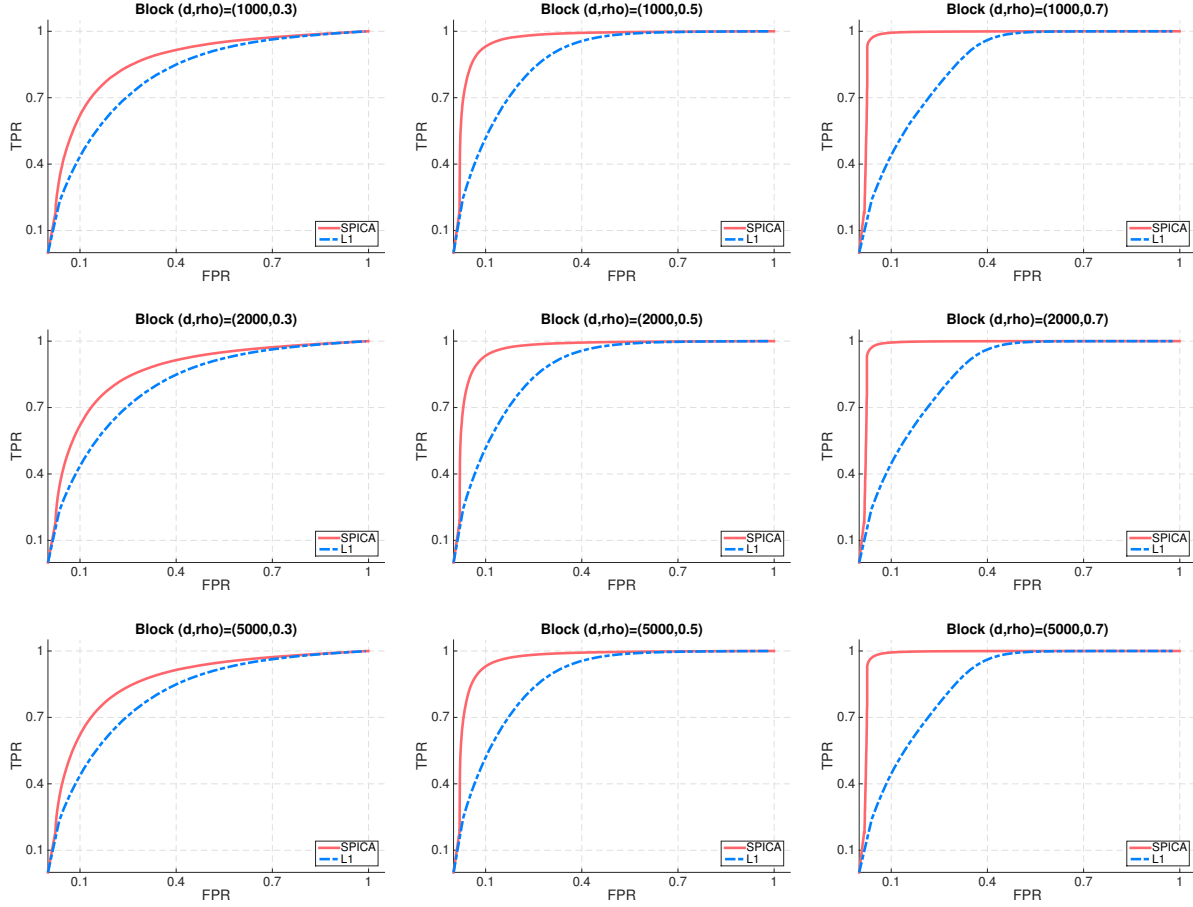 Block (d,rho)=(1000,0.3)
1
0.7
0.4
0.1
TPR
0.1 0.4 0.7 1
FPR
SPICA
L1
Block (d,rho)=(1000,0.5)
1
0.7
0.4
0.1
TPR
0.1 0.4 0.7 1
FPR
SPICA
L1
Block (d,rho)=(1000,0.7)
1
0.7
0.4
0.1
TPR
0.1 0.4 0.7 1
FPR
SPICA
L1
Block (d,rho)=(2000,0.3)
1
0.7
0.4
0.1
TPR
0.1 0.4 0.7 1
FPR
SPICA
L1
Block (d,rho)=(2000,0.5)
1
0.7
0.4
0.1
TPR
0.1 0.4 0.7 1
FPR
SPICA
L1
Block (d,rho)=(2000,0.7)
1
0.7
0.4
0.1
TPR
0.1 0.4 0.7 1
FPR
SPICA
L1
Block (d,rho)=(5000,0.3)
1
0.7
0.4
0.1
TPR
0.1 0.4 0.7 1
FPR
SPICA
L1
Block (d,rho)=(5000,0.5)
1
0.7
0.4
0.1
TPR
0.1 0.4 0.7 1
FPR
SPICA
L1
Block (d,rho)=(5000,0.7)
1
0.7
0.4
0.1
TPR
0.1 0.4 0.7 1
FPR
SPICA
L1